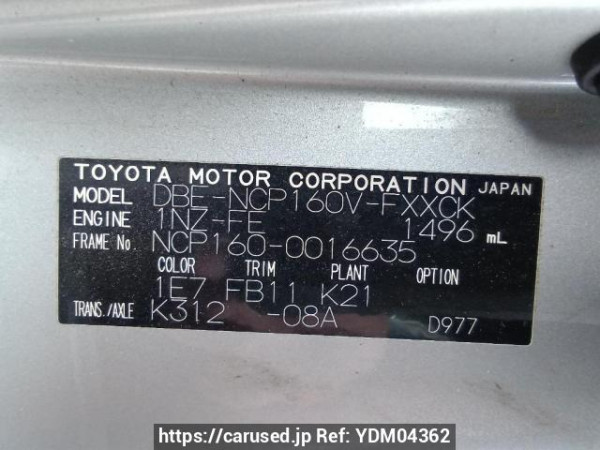 TOYOTA MOTOR CORPORATION JAPAN
MODEL DBE-NCP160V-FXXCK
ENGINE 1NZ-FE 1496 mL
FRAME No NCP160-0016635
COLOR TRIM PLANT OPTION
1E7 FB11 K21
TRANS./AXLE K312 -08A D977
https://carused.jp Ref: YDM04362